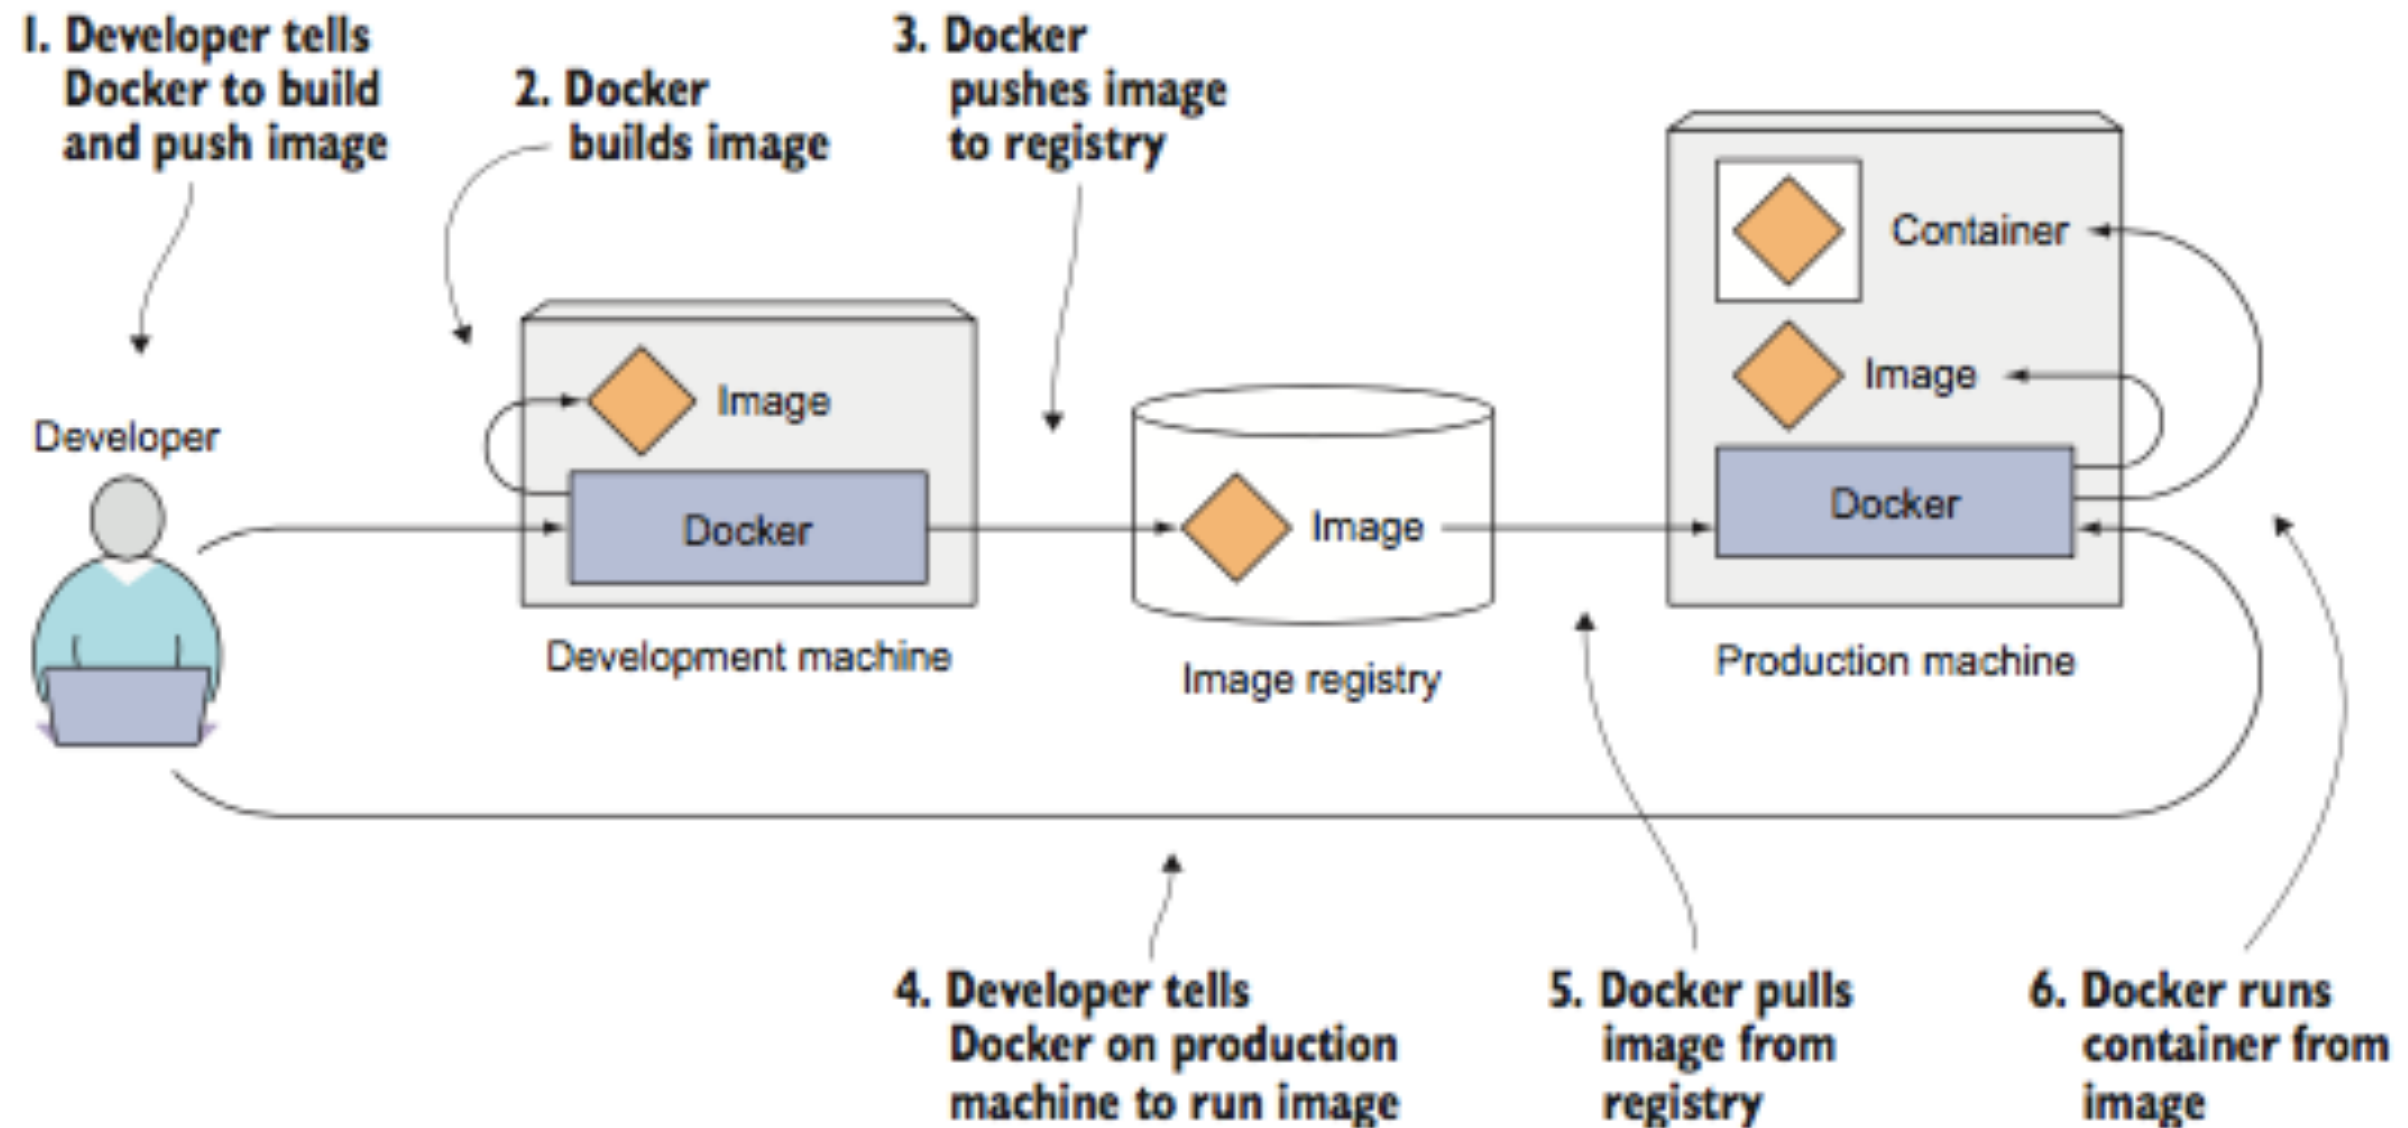 1. Developer tells
Docker to build
and push image
2. Docker
builds image
3. Docker
pushes image
to registry
Developer
Image
Docker
Development machine
Image
Image registry
Container
Image
Docker
Production machine
4. Developer tells
Docker on production
machine to run image
5. Docker pulls
image from
registry
6. Docker runs
container from
image